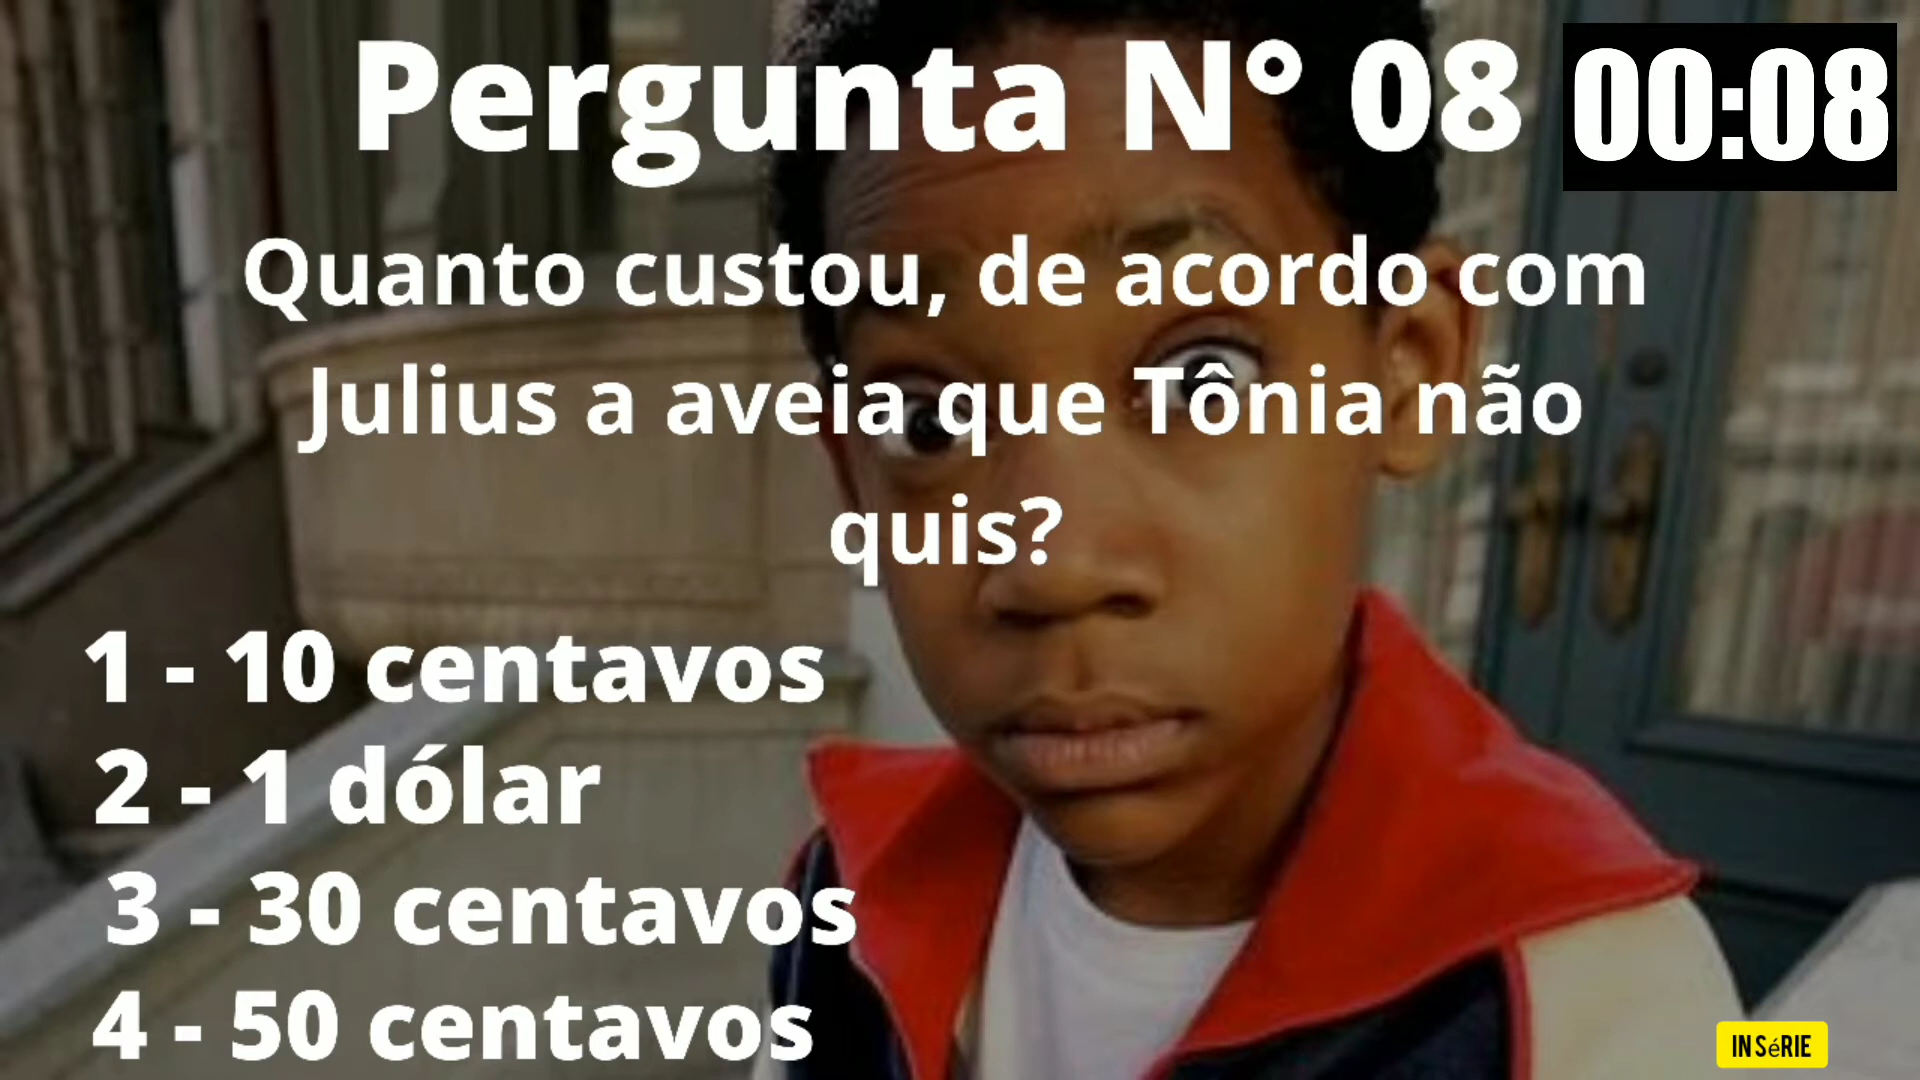 Pergunta N° 08
00:08
Quanto custou, de acordo com
Julius a aveia que Tônia não
quis?
1 - 10 centavos
2 - 1 dólar
3 - 30 centavos
4 - 50 centavos
IN SéRIE